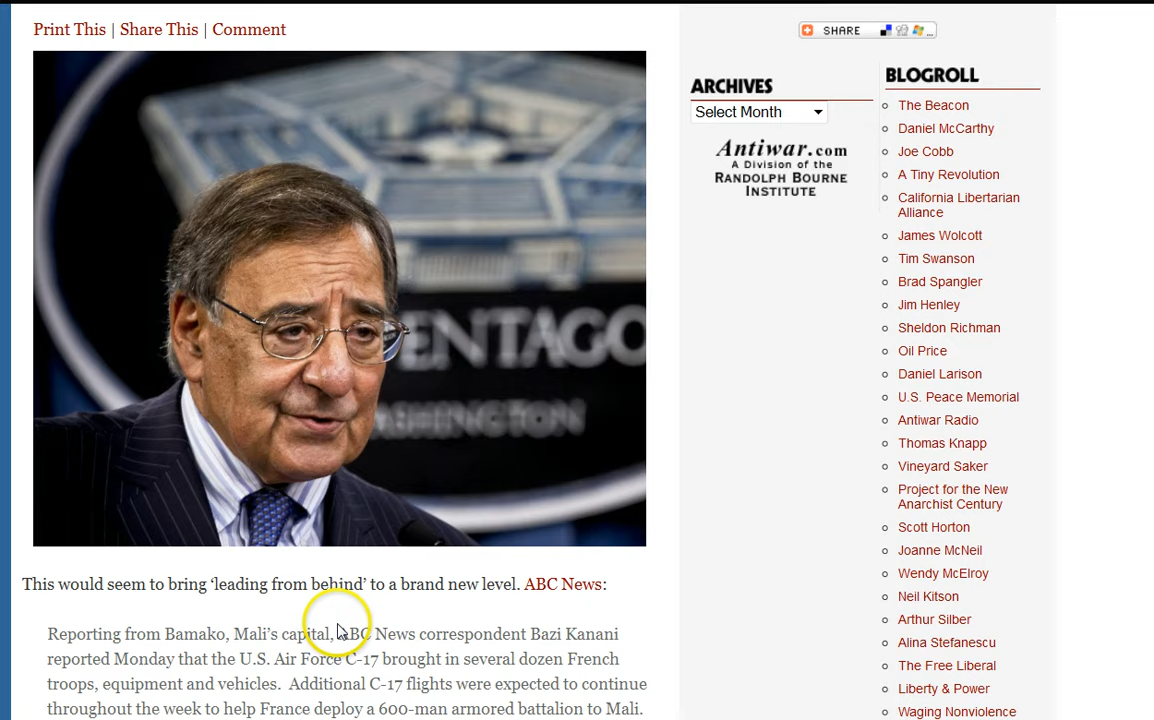 Print This | Share This | Comment
ENTAGO
WASHINGTON
This would seem to bring ‘leading from behind’ to a brand new level. ABC News:
Reporting from Bamako, Mali’s capital, ABC News correspondent Bazi Kanani
reported Monday that the U.S. Air Force C-17 brought in several dozen French
troops, equipment and vehicles.  Additional C-17 flights were expected to continue
throughout the week to help France deploy a 600-man armored battalion to Mali.
SHARE
ARCHIVES
Select Month
Antiwar.com
A Division of the
RANDOLPH BOURNE
INSTITUTE
BLOGROLL
The Beacon
Daniel McCarthy
Joe Cobb
A Tiny Revolution
California Libertarian
Alliance
James Wolcott
Tim Swanson
Brad Spangler
Jim Henley
Sheldon Richman
Oil Price
Daniel Larison
U.S. Peace Memorial
Antiwar Radio
Thomas Knapp
Vineyard Saker
Project for the New
Anarchist Century
Scott Horton
Joanne McNeil
Wendy McElroy
Neil Kitson
Arthur Silber
Alina Stefanescu
The Free Liberal
Liberty & Power
Waging Nonviolence